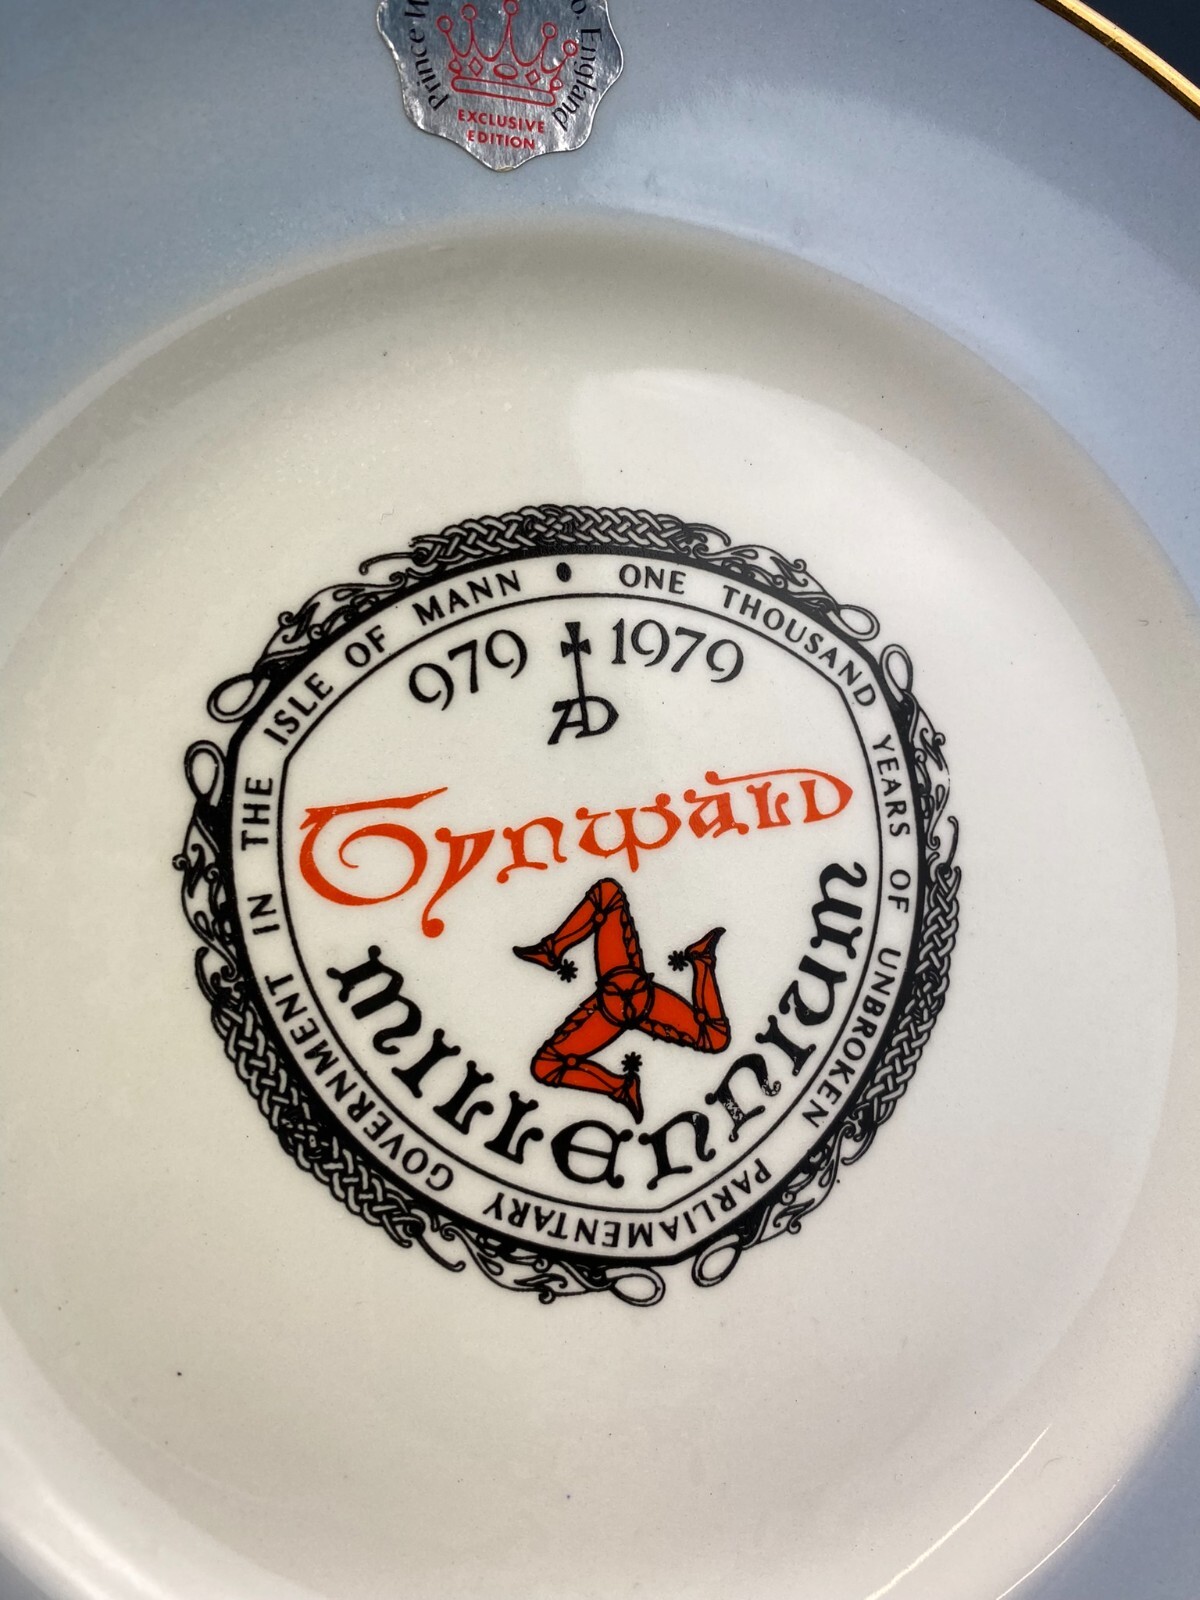 Prince
England
EXCLUSIVE
EDITION
ONE THOUSAND YEARS OF UNBROKEN PARLIAMENTARY GOVERNMENT IN THE ISLE OF MANN
979 1979
AD
Tynwald
Millennium